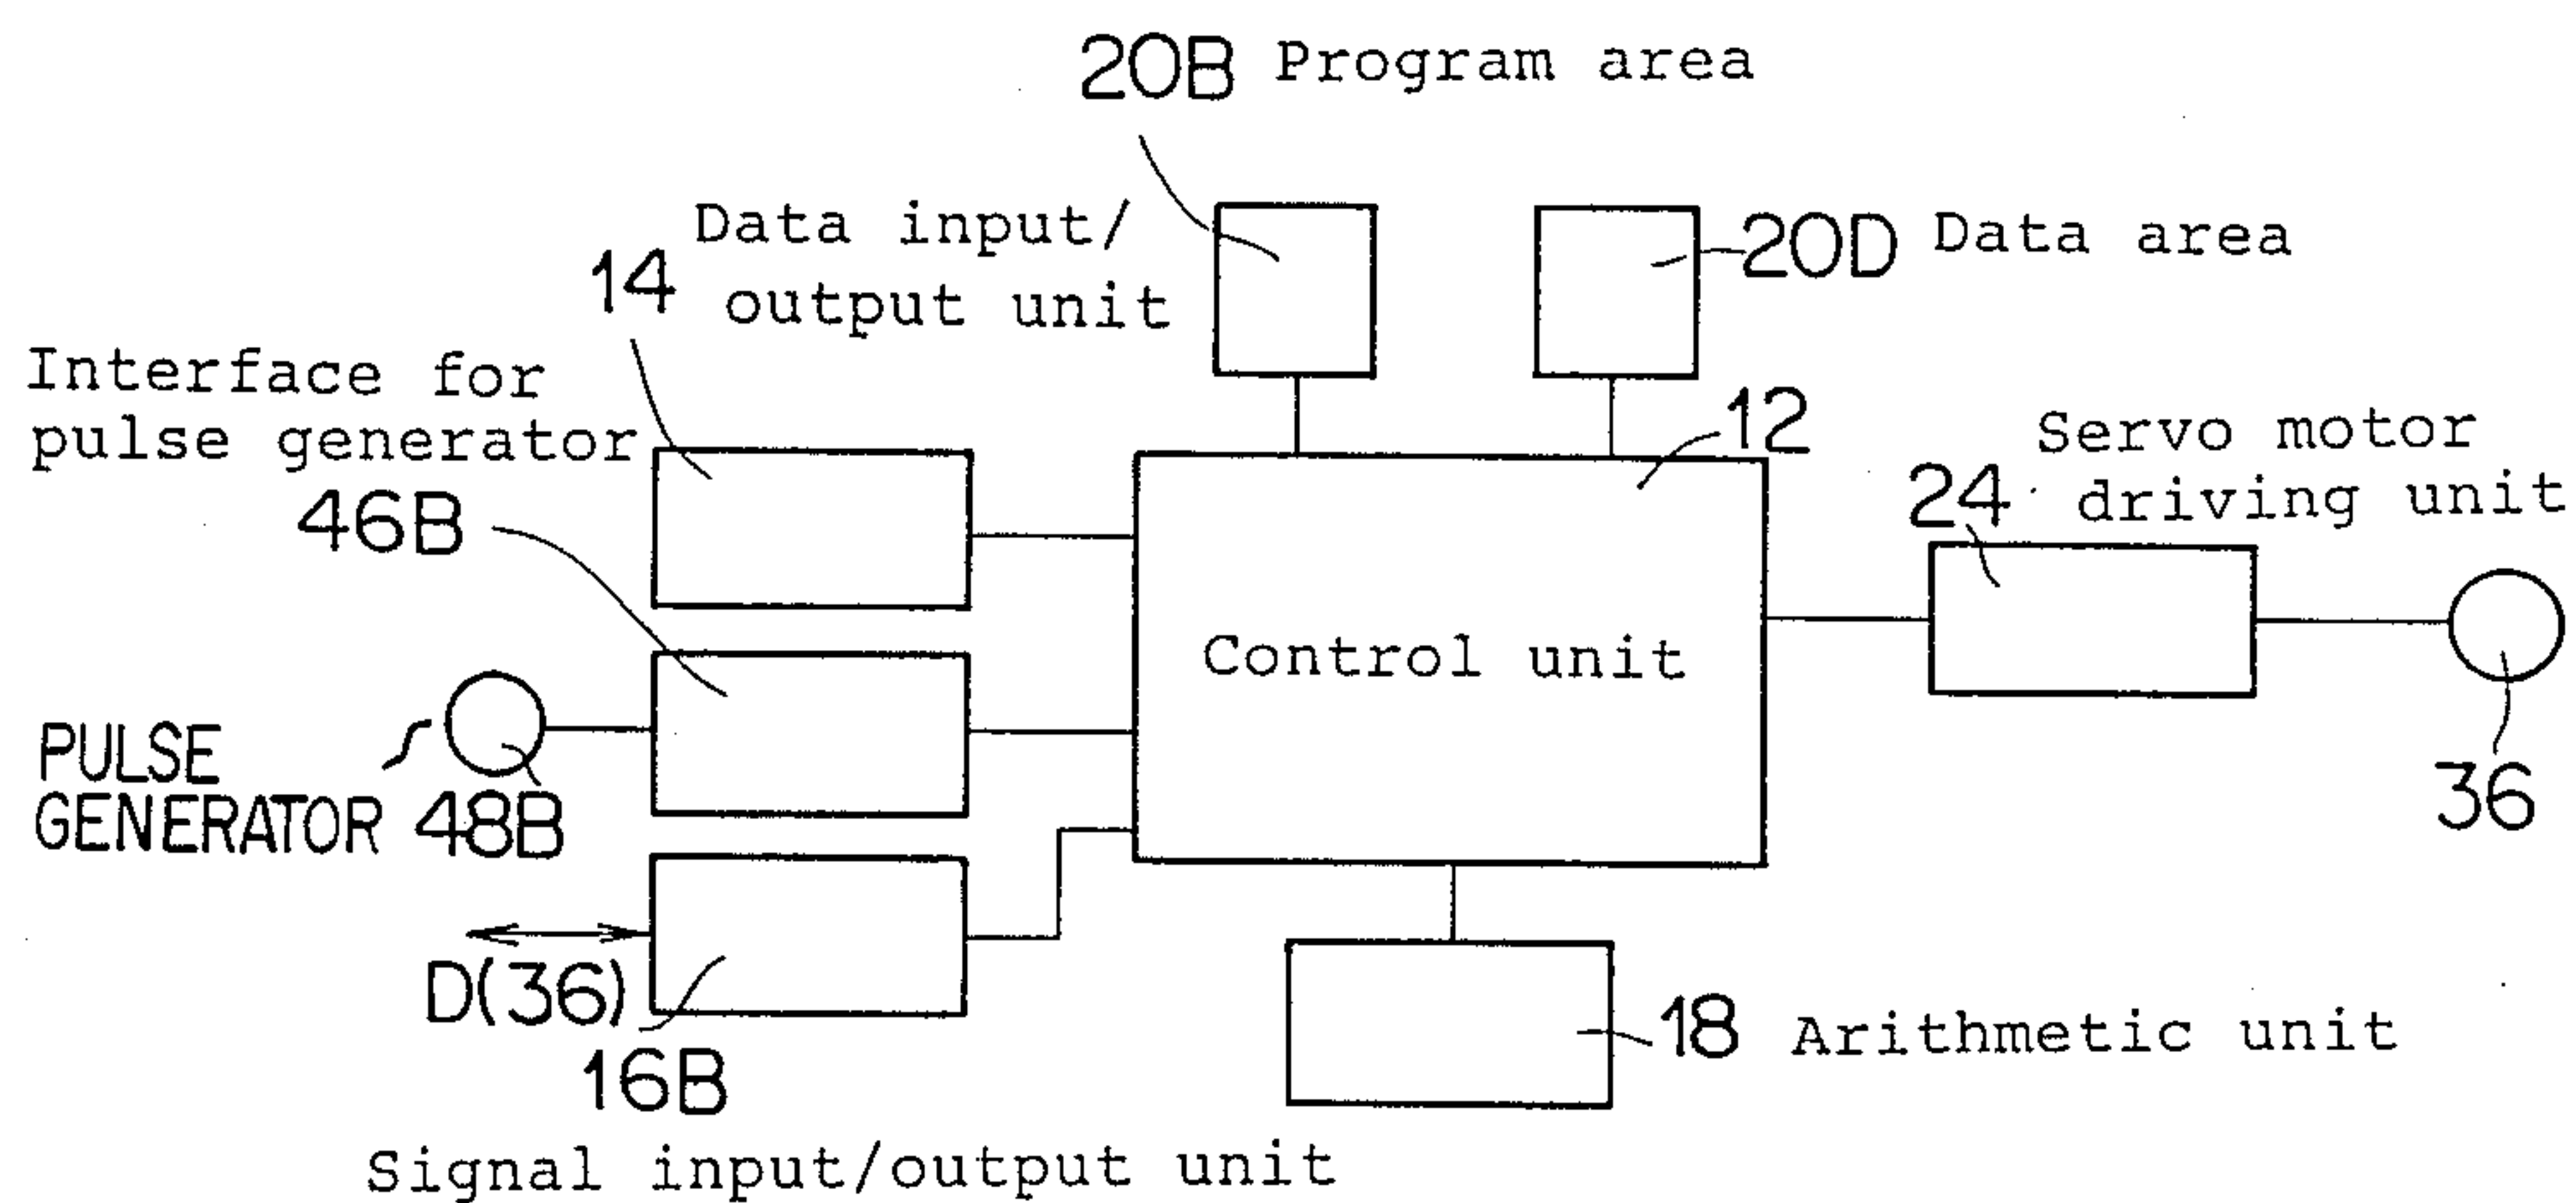 20B Program area
Data input/
14 output unit
20D Data area
Interface for
pulse generator
46B
12
Servo motor
24 driving unit
Control unit
PULSE
GENERATOR 48B
36
D(36)
16B
18 Arithmetic unit
Signal input/output unit